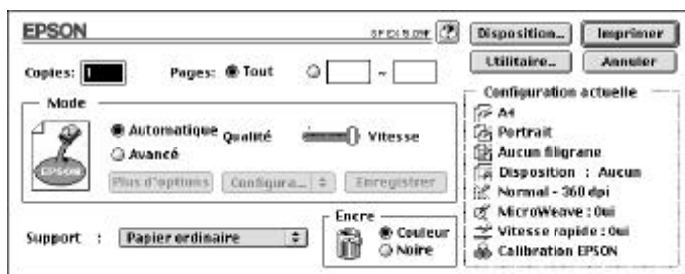 EPSON
Disposition...
Imprimer
Copies: 1
Pages: Tout ~
Utilitaire...
Annuler
Mode
Automatique
Qualité Vitesse
Avancé
EPSON
Plus d'options
Configura...
Enregistrer
Support : Papier ordinaire
Encre
Couleur
Noire
Configuration actuelle
A4
Portrait
Aucun filigrane
Disposition : Aucun
Normal - 360 dpi
MicroWeave : Oui
Vitesse rapide : Oui
Calibration EPSON